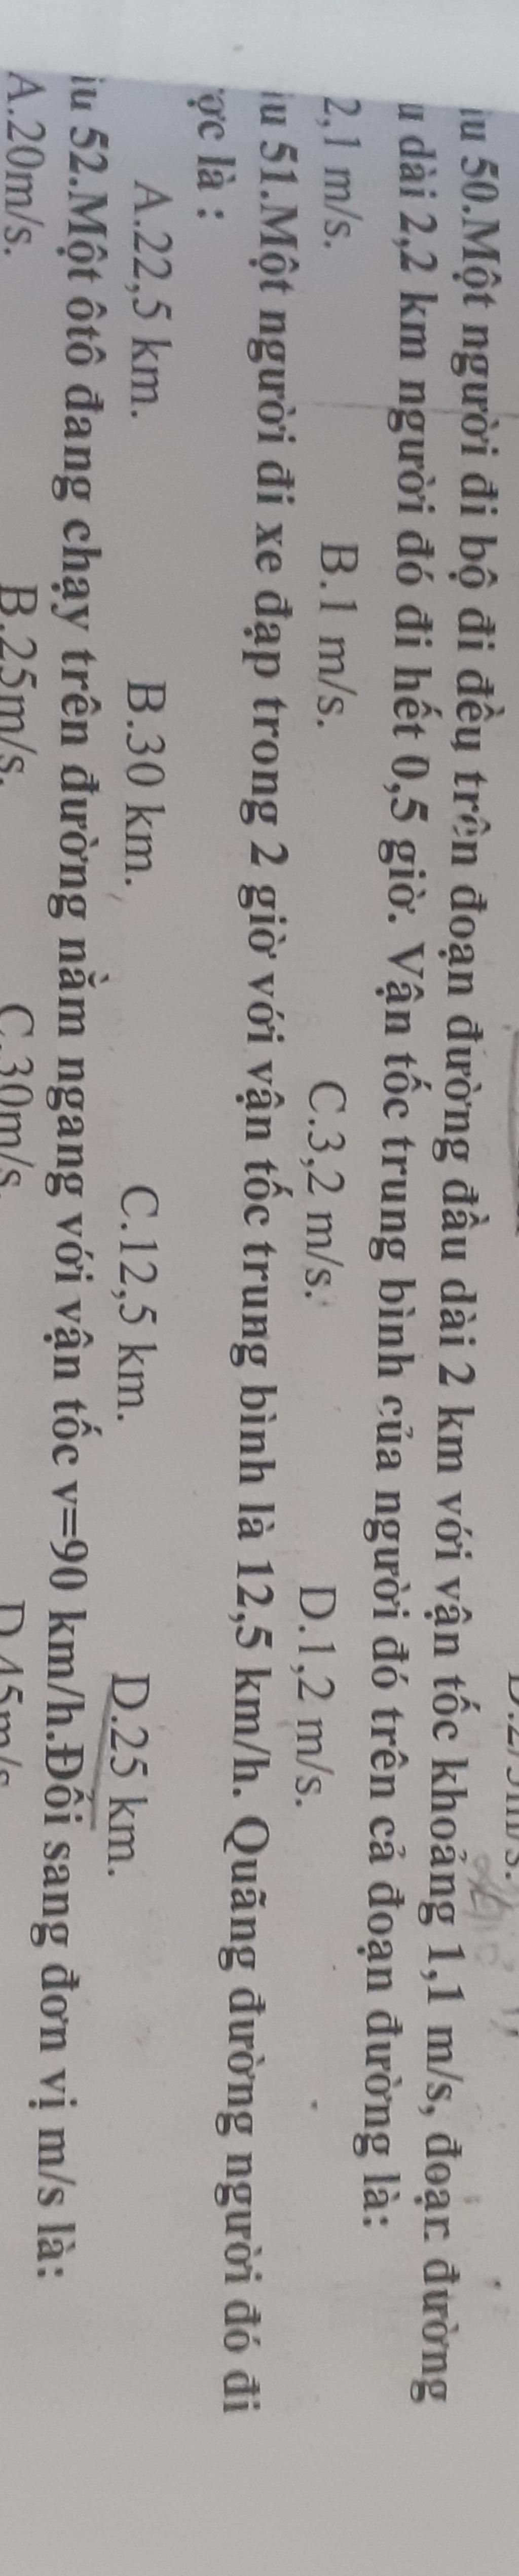 iu 50.Một người đi bộ đi đều trên đoạn đường đầu dài 2 km với vận tốc khoảng 1,1 m/s, đoạn đường
u dài 2,2 km người đó đi hết 0,5 giờ. Vận tốc trung bình của người đó trên cả đoạn đường là:
2,1 m/s. B.1 m/s. C.3,2 m/s. D.1,2 m/s.
iu 51.Một người đi xe đạp trong 2 giờ với vận tốc trung bình là 12,5 km/h. Quãng đường người đó đi
ợc là :
A.22,5 km. B.30 km. C.12,5 km. D.25 km.
iu 52.Một ôtô đang chạy trên đường nằm ngang với vận tốc v=90 km/h.Đổi sang đơn vị m/s là:
A.20m/s. B.25m/s. C.30m/s. D.45m/s